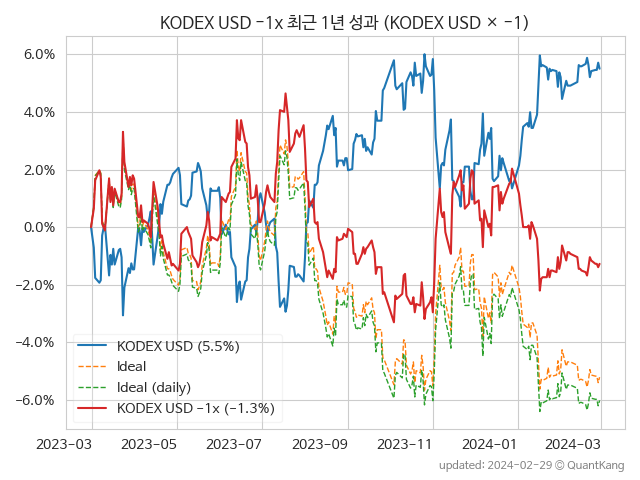 KODEX USD −1x 최근 1년 성과 (KODEX USD × −1)
6.0%
4.0%
2.0%
0.0%
−2.0%
−4.0%
−6.0%
KODEX USD (5.5%)
Ideal
Ideal (daily)
KODEX USD −1x (−1.3%)
2023-03 2023-05 2023-07 2023-09 2023-11 2024-01 2024-03
updated: 2024-02-29 © QuantKang